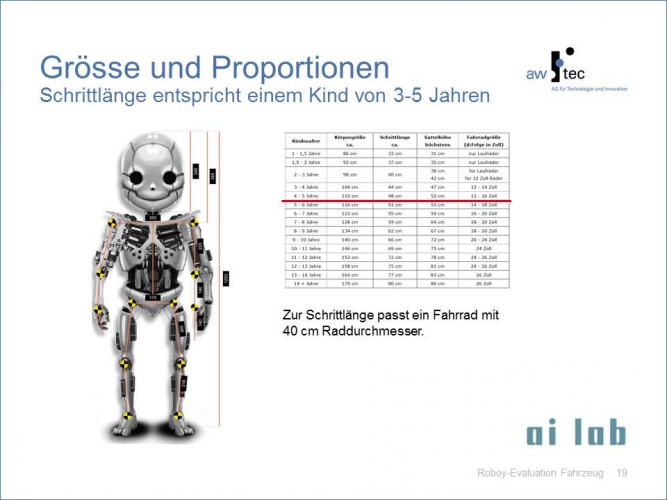 Grösse und Proportionen
Schrittlänge entspricht einem Kind von 3-5 Jahren
aw tec
AG für Technologie und Innovation
Kindesalter Körpergröße ca. Schrittlänge ca. Sattelhöhe höchstens Fahrradgröße
1 - 1,5 Jahre 86 cm 33 cm 31 cm nur Laufräder
1,5 - 2 Jahre 92 cm 37 cm 35 cm nur Laufräder
2 - 3 Jahre 98 cm 40 cm 38 cm für Laufräder
42 cm für 12 Zoll Räder
3 - 4 Jahre 104 cm 44 cm 47 cm 12 - 14 Zoll
4 - 5 Jahre 110 cm 48 cm 52 cm 12 - 16 Zoll
5 - 6 Jahre 116 cm 51 cm 55 cm 14 - 18 Zoll
6 - 7 Jahre 122 cm 55 cm 59 cm 16 - 20 Zoll
7 - 8 Jahre 128 cm 59 cm 64 cm 18 - 20 Zoll
8 - 9 Jahre 134 cm 62 cm 67 cm 18 - 20 Zoll
9 - 10 Jahre 140 cm 66 cm 72 cm 20 - 24 Zoll
10 - 11 Jahre 146 cm 69 cm 75 cm 24 Zoll
11 - 12 Jahre 152 cm 72 cm 78 cm 24 - 26 Zoll
12 - 13 Jahre 158 cm 75 cm 81 cm 24 - 26 Zoll
13 - 14 Jahre 164 cm 77 cm 83 cm 26 Zoll
14 + Jahre 170 cm 80 cm 86 cm 26 Zoll
Zur Schrittlänge passt ein Fahrrad mit
40 cm Raddurchmesser.
ai lab
Roboy-Evaluation Fahrzeug 19